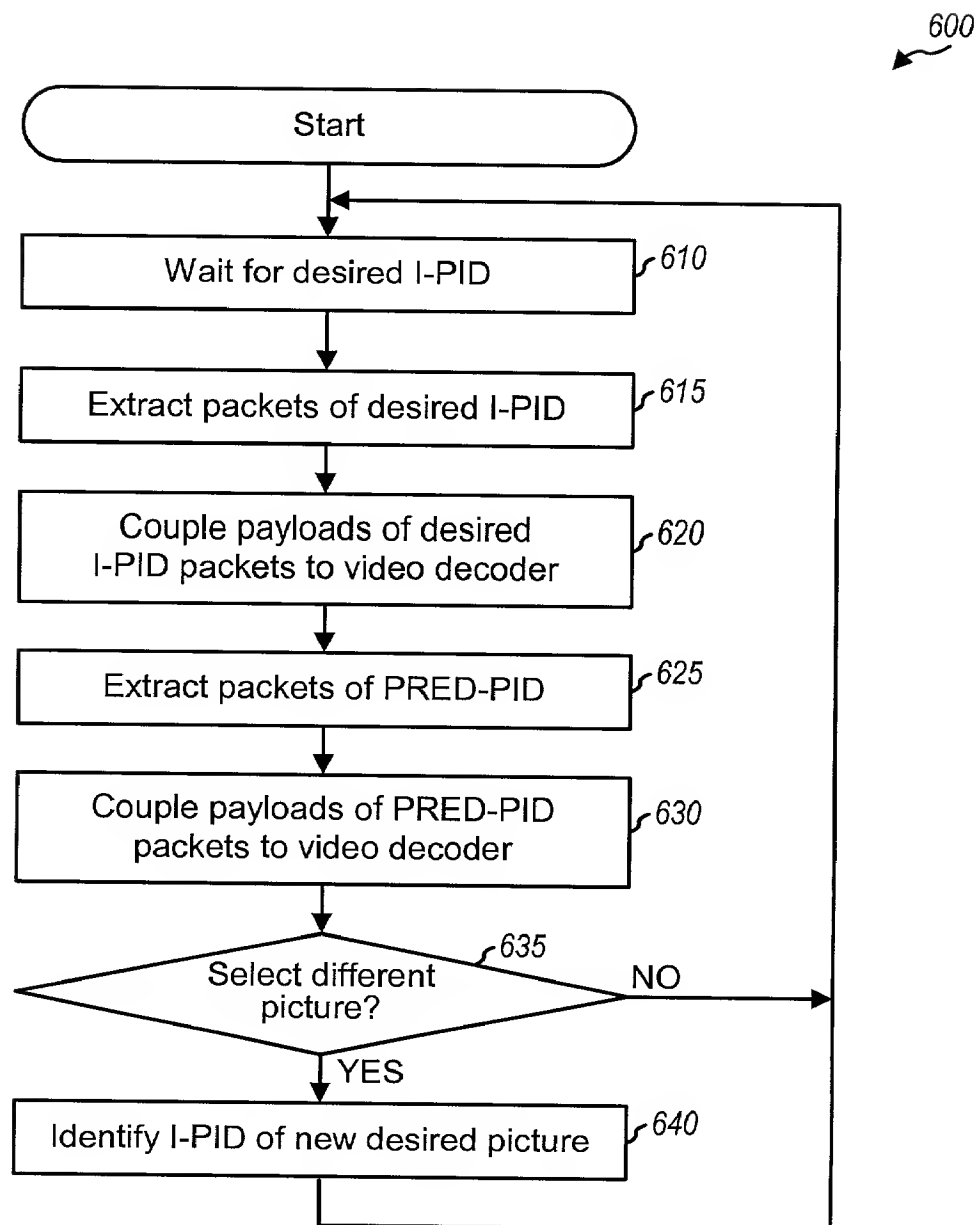 600
Start
Wait for desired I-PID
610
Extract packets of desired I-PID
615
Couple payloads of desired
I-PID packets to video decoder
620
Extract packets of PRED-PID
625
Couple payloads of PRED-PID
packets to video decoder
630
635
Select different
picture?
NO
YES
Identify I-PID of new desired picture
640